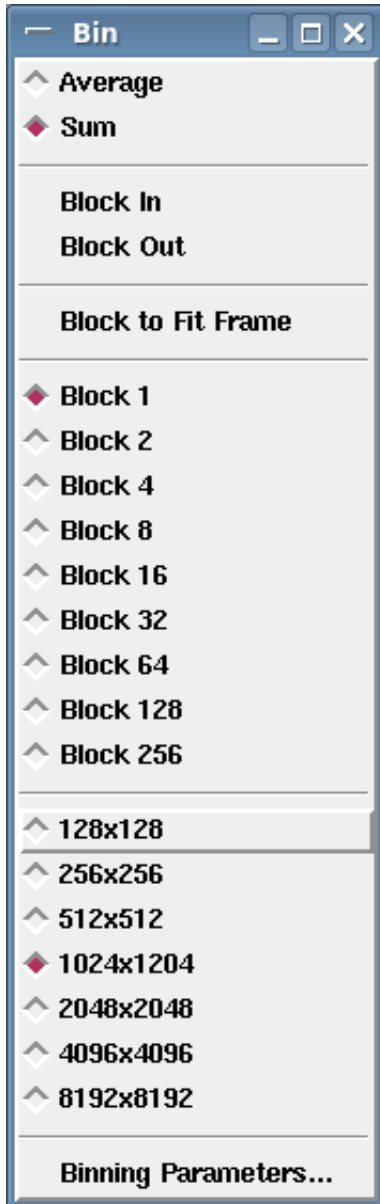 Bin
Average
Sum
Block In
Block Out
Block to Fit Frame
Block 1
Block 2
Block 4
Block 8
Block 16
Block 32
Block 64
Block 128
Block 256
128x128
256x256
512x512
1024x1204
2048x2048
4096x4096
8192x8192
Binning Parameters...